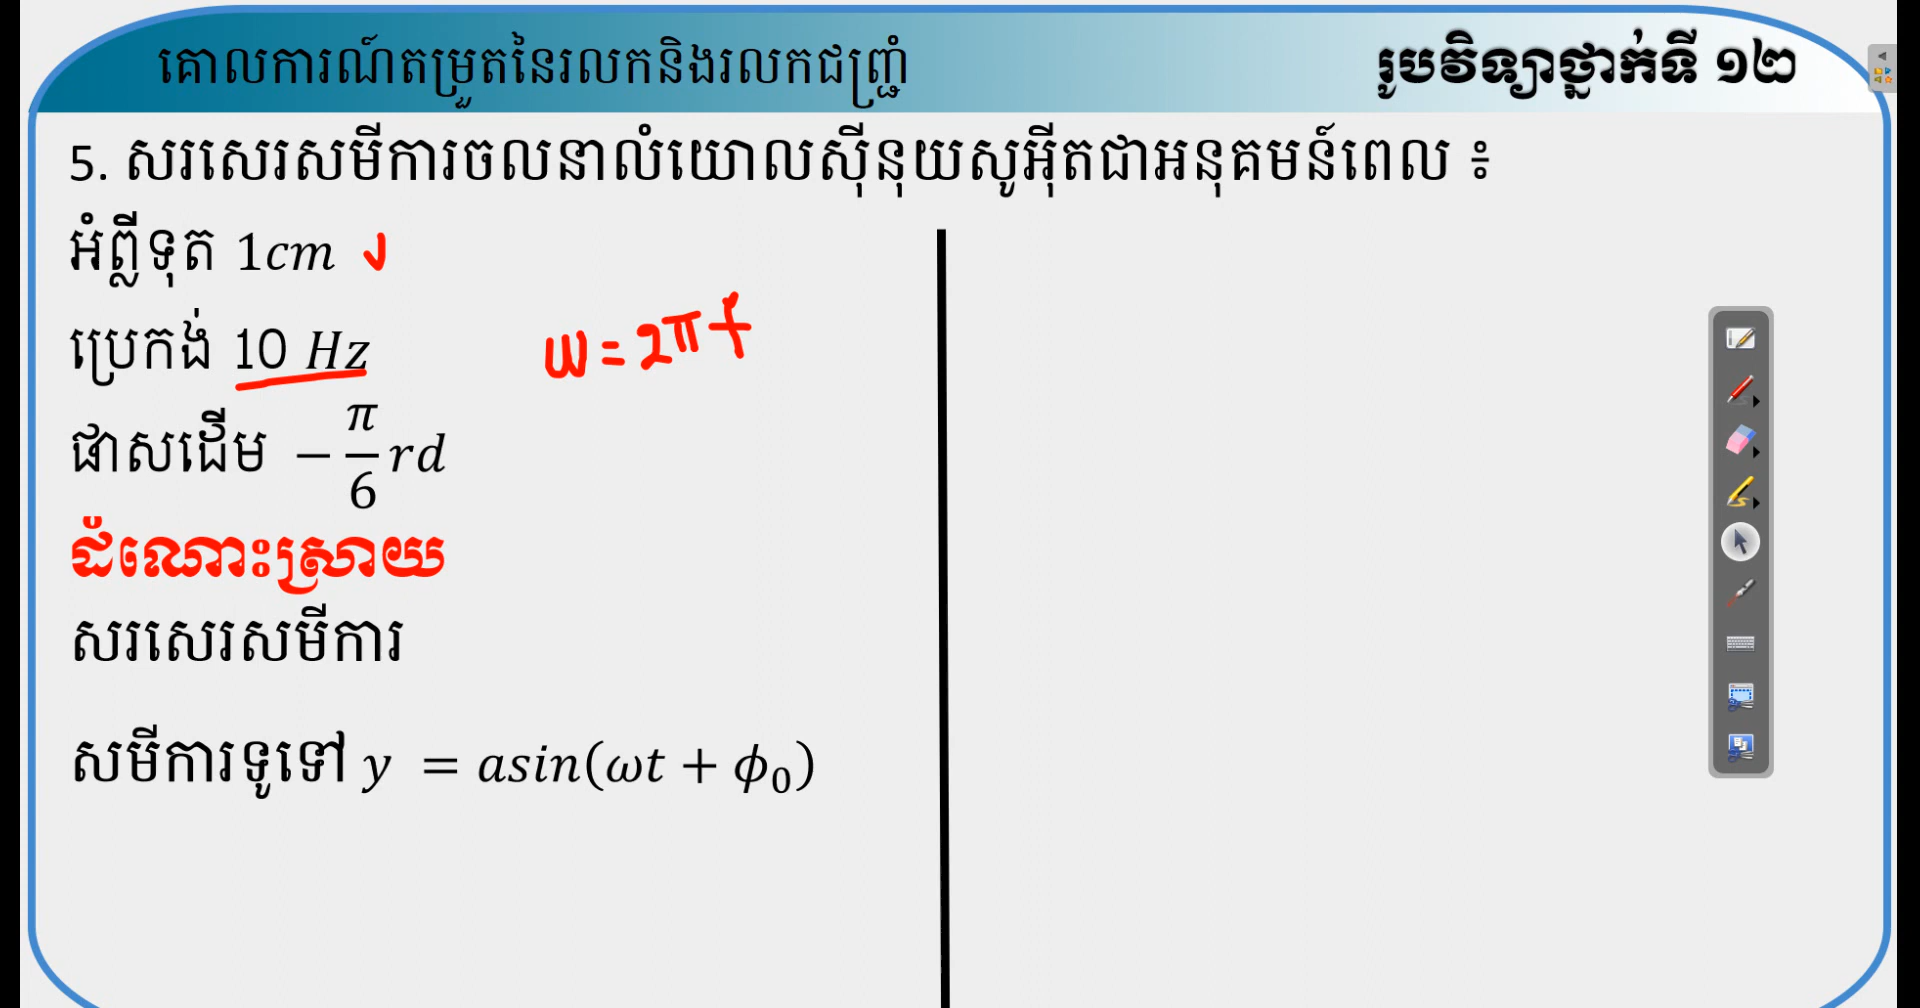 គោលការណ៍តម្រួតនៃរលកនិងរលកជញ្ជ្រំ
រូបវិទ្យាថ្នាក់ទី ១២
5. សរសេរសមីការចលនាលំយោលស៊ីនុយសូអ៊ីតជាអនុគមន៍ពេល ៖
អំព្លីទុត 1cm
ប្រេកង់ 10 Hz
ω = 2πf
ផាសដើម −π/6 rd
ដំណោះស្រាយ
សរសេរសមីការ
សមីការទូទៅ y = asin(ωt + ϕ₀)